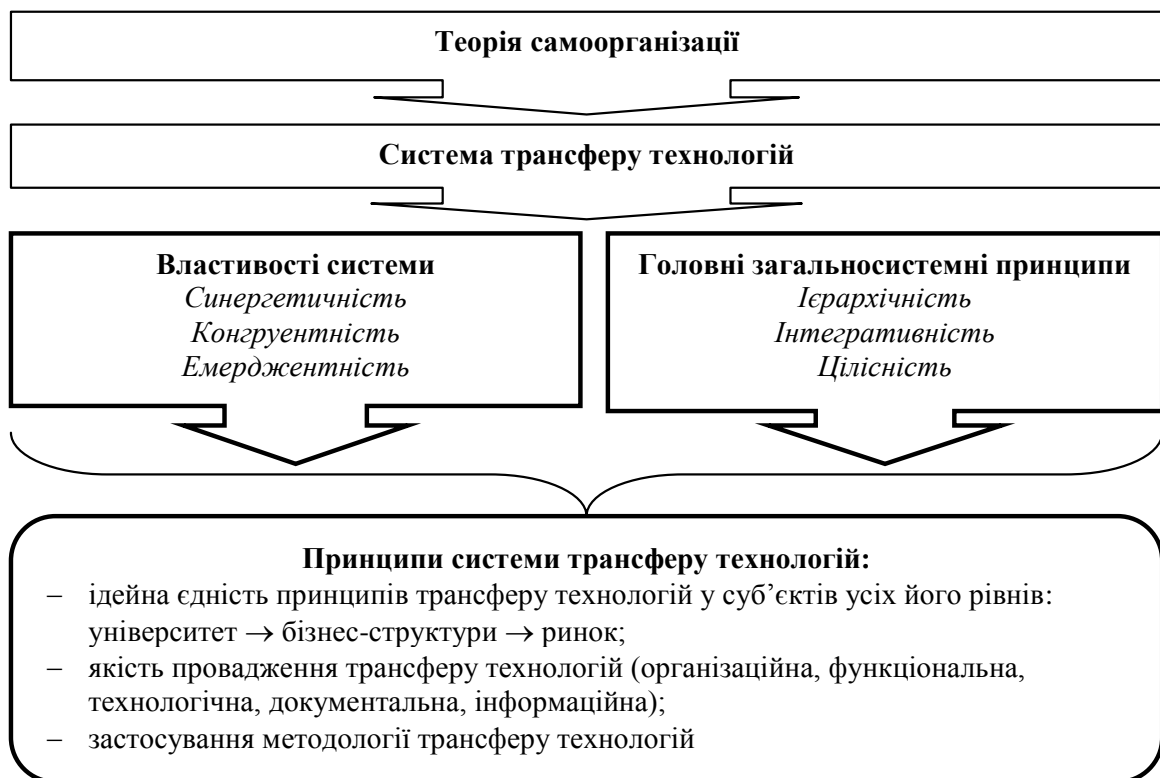 Теорія самоорганізації
Система трансферу технологій
Властивості системи
Синергетичність
Конгруентність
Емерджентність
Головні загальносистемні принципи
Ієрархічність
Інтегративність
Цілісність
Принципи системи трансферу технологій:
– ідейна єдність принципів трансферу технологій у суб’єктів усіх його рівнів:
університет → бізнес-структури → ринок;
– якість провадження трансферу технологій (організаційна, функціональна,
технологічна, документальна, інформаційна);
– застосування методології трансферу технологій